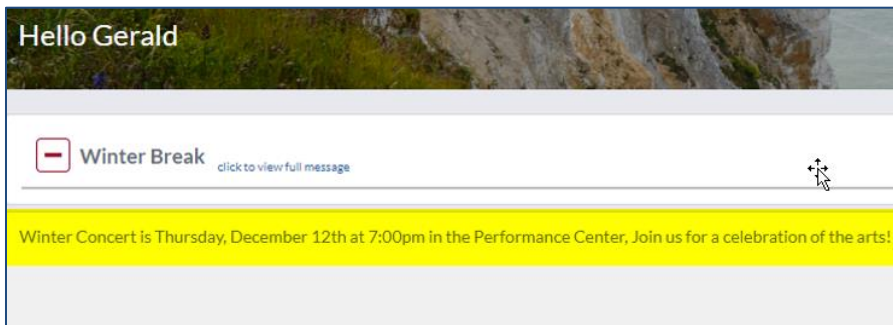 Hello Gerald
Winter Break click to view full message
Winter Concert is Thursday, December 12th at 7:00pm in the Performance Center, Join us for a celebration of the arts!